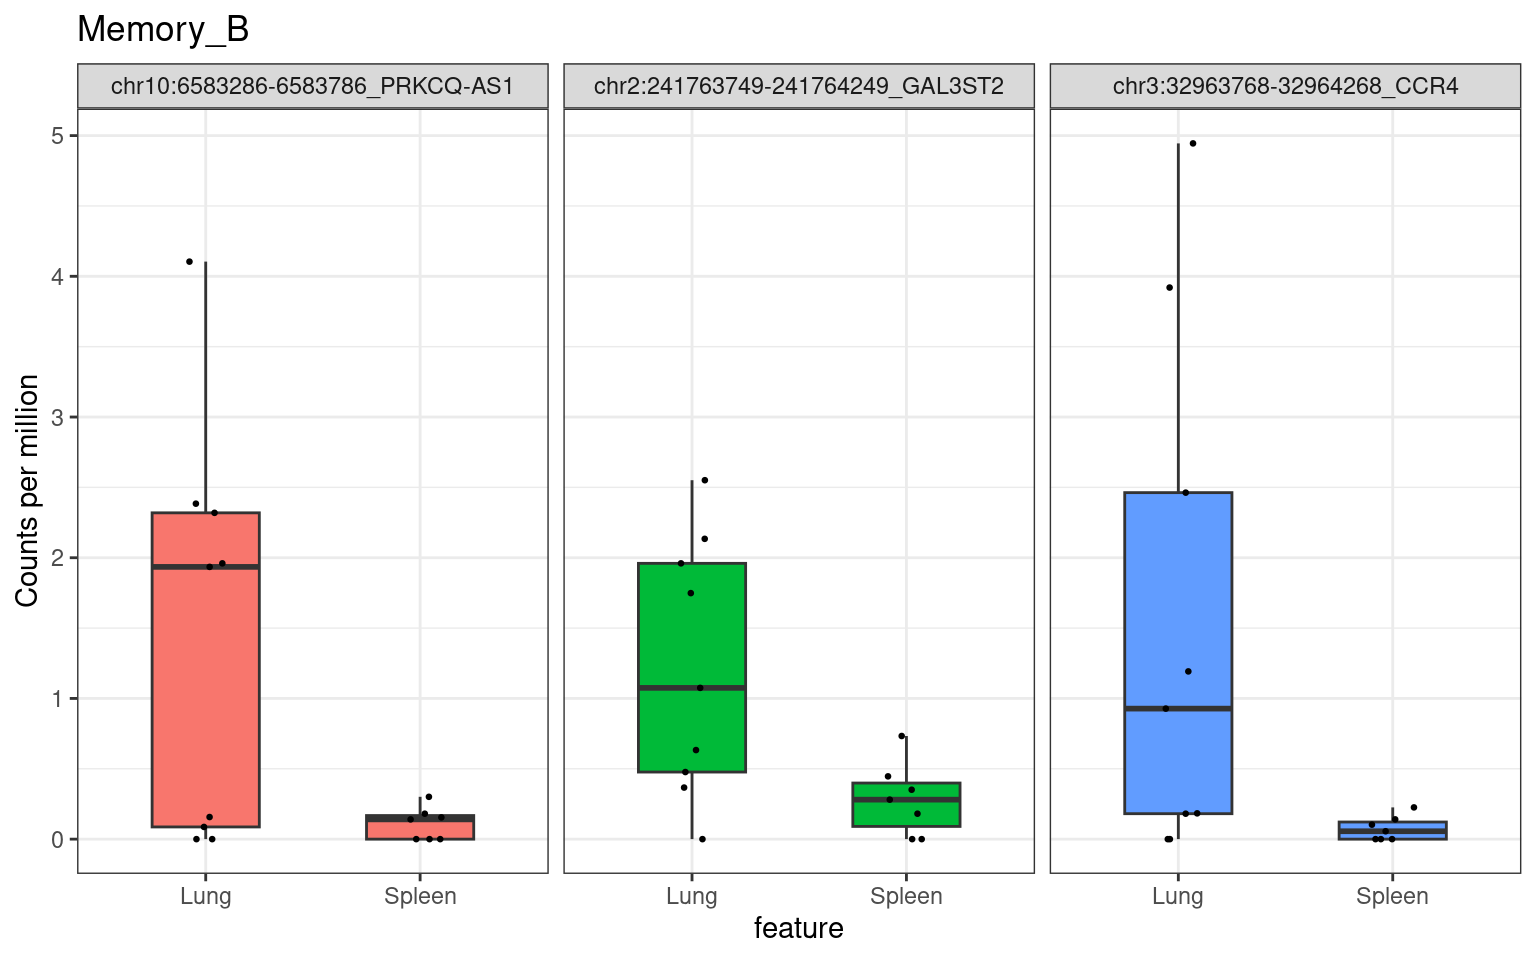 Memory_B
chr10:6583286-6583786_PRKCQ-AS1
chr2:241763749-241764249_GAL3ST2
chr3:32963768-32964268_CCR4
Counts per million
5
4
3
2
1
0
Lung Spleen Lung Spleen Lung Spleen
feature